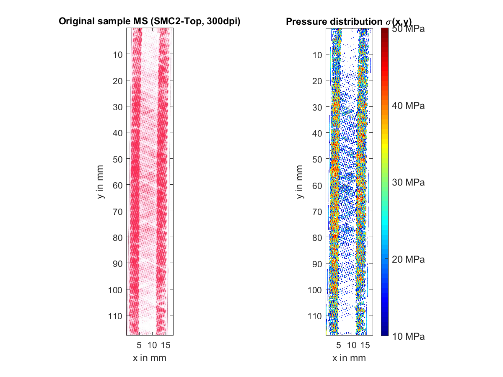 Original sample MS (SMC2-Top, 300dpi)
10
20
30
40
50
60
70
80
90
100
110
y in mm
5 10 15
x in mm
Pressure distribution σ(x,y)
10
20
30
40
50
60
70
80
90
100
110
y in mm
5 10 15
x in mm
50 MPa
40 MPa
30 MPa
20 MPa
10 MPa